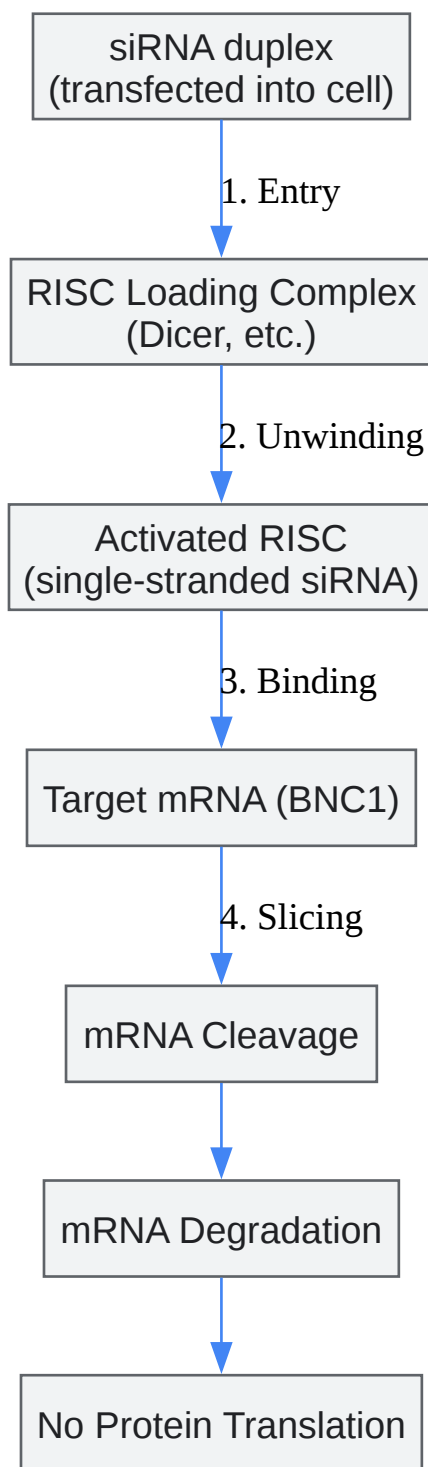 siRNA duplex
(transfected into cell)
1. Entry
RISC Loading Complex
(Dicer, etc.)
2. Unwinding
Activated RISC
(single-stranded siRNA)
3. Binding
Target mRNA (BNC1)
4. Slicing
mRNA Cleavage
mRNA Degradation
No Protein Translation